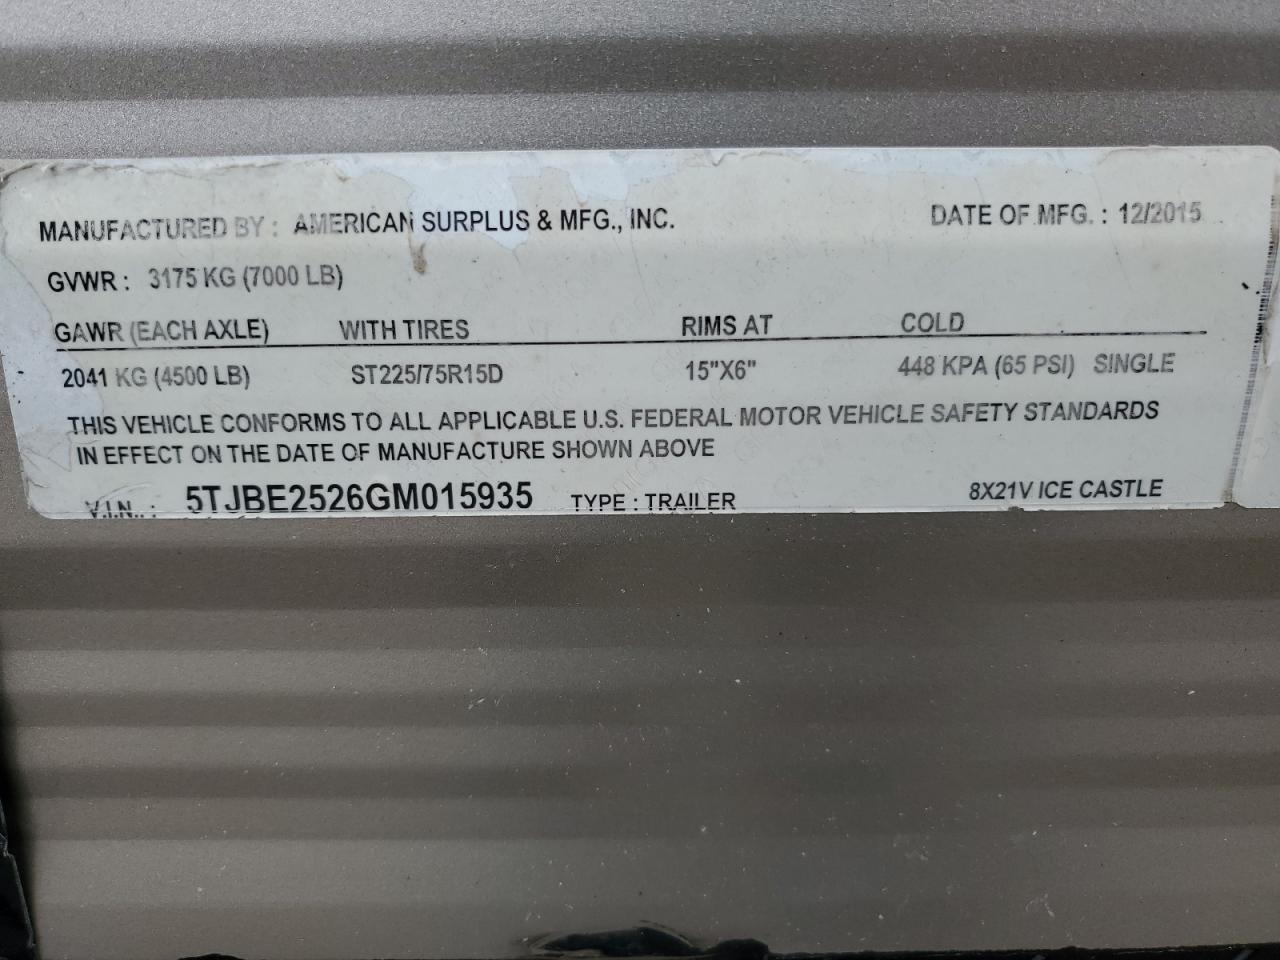 MANUFACTURED BY : AMERICAN SURPLUS & MFG., INC. DATE OF MFG. : 12/2015
GVWR : 3175 KG (7000 LB)
GAWR (EACH AXLE) WITH TIRES RIMS AT COLD
2041 KG (4500 LB) ST225/75R15D 15"X6" 448 KPA (65 PSI) SINGLE
THIS VEHICLE CONFORMS TO ALL APPLICABLE U.S. FEDERAL MOTOR VEHICLE SAFETY STANDARDS
IN EFFECT ON THE DATE OF MANUFACTURE SHOWN ABOVE
V.I.N.. : 5TJBE2526GM015935 TYPE : TRAILER 8X21V ICE CASTLE